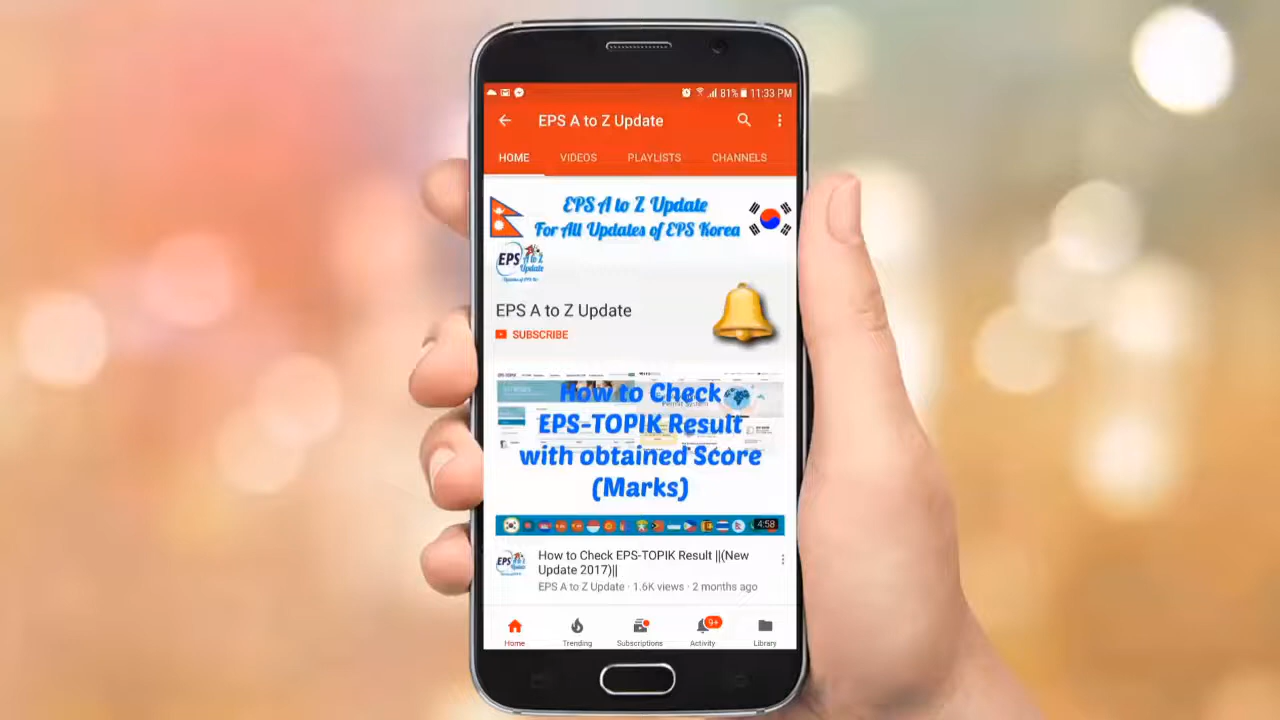 81% 11:33 PM
EPS A to Z Update
HOME VIDEOS PLAYLISTS CHANNELS
EPS A to Z Update
For All Updates of EPS Korea
EPS A to Z
Update
EPS A to Z Update
SUBSCRIBE
How to Check
EPS-TOPIK Result
with obtained Score
(Marks)
4:58
How to Check EPS-TOPIK Result ||(New
Update 2017)||
EPS A to Z Update · 1.6K views · 2 months ago
9+
Home Trending Subscriptions Activity Library